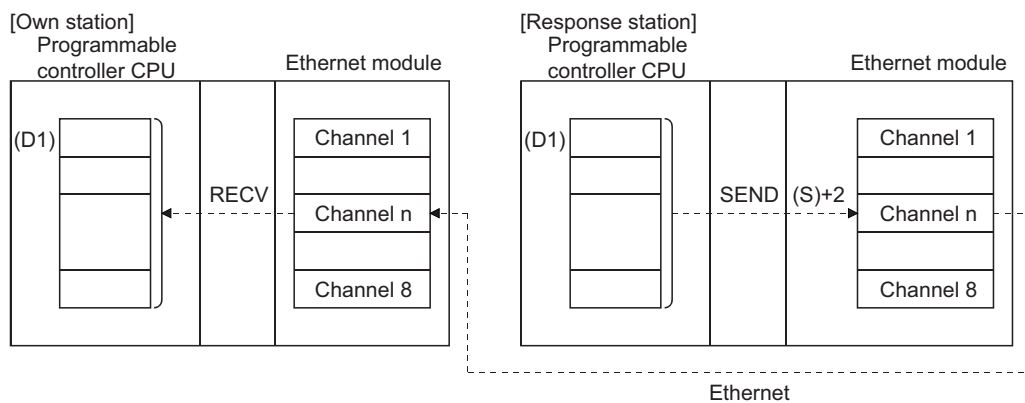 [Own station]
Programmable
controller CPU
Ethernet module
(D1)
Channel 1
RECV
Channel n
Channel 8
[Response station]
Programmable
controller CPU
Ethernet module
(D1)
Channel 1
SEND
(S)+2
Channel n
Channel 8
Ethernet